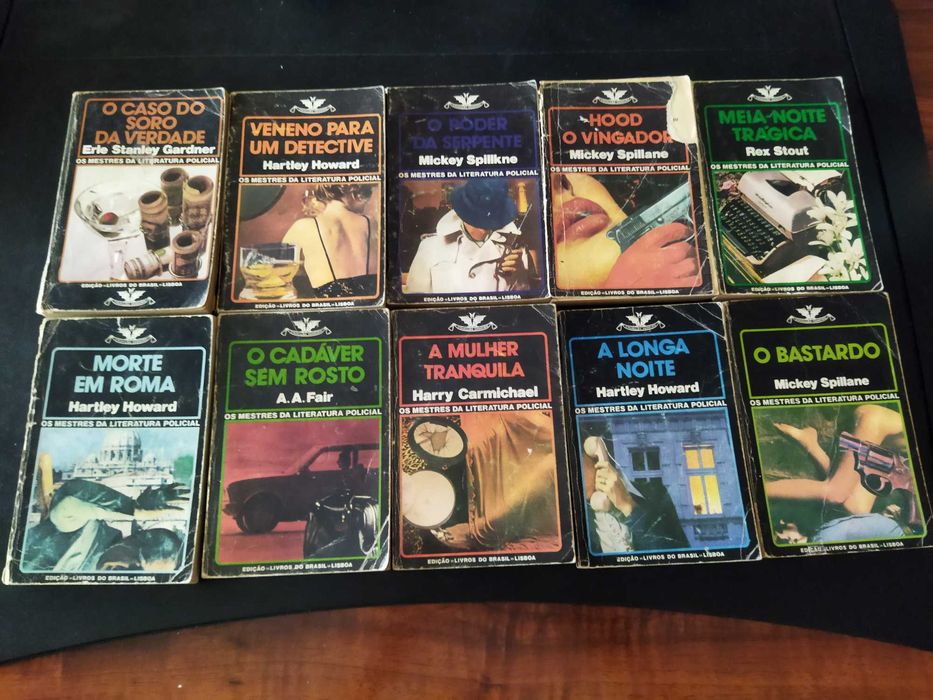 O CASO DO
SORO
DA VERDADE
Erle Stanley Gardner
OS MESTRES DA LITERATURA POLICIAL
EDIÇÃO-LIVROS DO BRASIL-LISBOA
VENENO PARA
UM DETECTIVE
Hartley Howard
OS MESTRES DA LITERATURA POLICIAL
EDIÇÃO-LIVROS DO BRASIL-LISBOA
O PODER
DA SERPENTE
Mickey Spillkne
OS MESTRES DA LITERATURA POLICIAL
EDIÇÃO-LIVROS DO BRASIL-LISBOA
HOOD
O VINGADOR
Mickey Spillane
OS MESTRES DA LITERATURA POLICIAL
EDIÇÃO-LIVROS DO BRASIL-LISBOA
MEIA-NOITE
TRÁGICA
Rex Stout
OS MESTRES DA LITERATURA POLICIAL
EDIÇÃO-LIVROS DO BRASIL-LISBOA
MORTE
EM ROMA
Hartley Howard
OS MESTRES DA LITERATURA POLICIAL
EDIÇÃO-LIVROS DO BRASIL-LISBOA
O CADÁVER
SEM ROSTO
A.A.Fair
OS MESTRES DA LITERATURA POLICIAL
EDIÇÃO-LIVROS DO BRASIL-LISBOA
A MULHER
TRANQUILA
Harry Carmichael
OS MESTRES DA LITERATURA POLICIAL
EDIÇÃO-LIVROS DO BRASIL-LISBOA
A LONGA
NOITE
Hartley Howard
OS MESTRES DA LITERATURA POLICIAL
EDIÇÃO-LIVROS DO BRASIL-LISBOA
O BASTARDO
Mickey Spillane
OS MESTRES DA LITERATURA POLICIAL
EDIÇÃO-LIVROS DO BRASIL-LISBOA